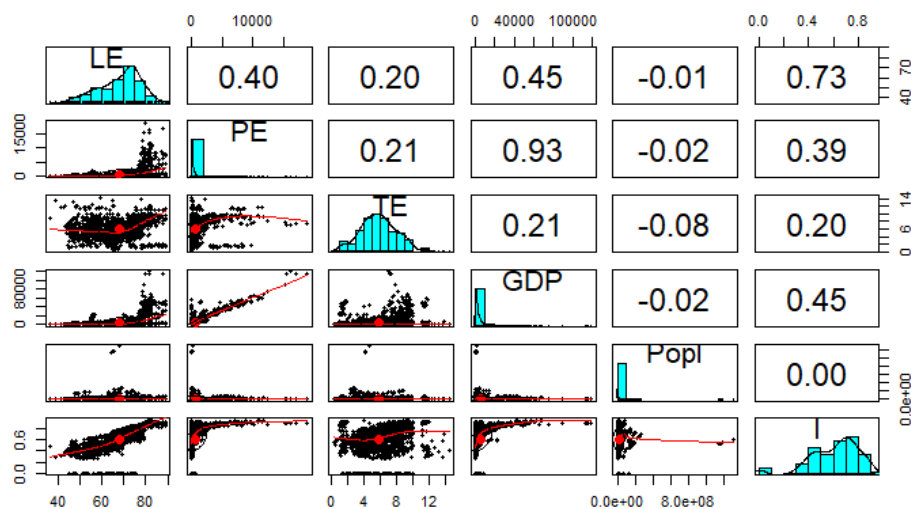 0 10000 0 40000 100000 0.0 0.4 0.8
LE 0.40 0.20 0.45 -0.01 0.73 40 70
0 15000 PE 0.21 0.93 -0.02 0.39
TE 0.21 -0.08 0.20 6 14
0 80000 GDP -0.02 0.45
Popl 0.00 0.0e+00
0.0 0.6 I
40 60 80 0 4 8 12 0.0e+00 8.0e+08